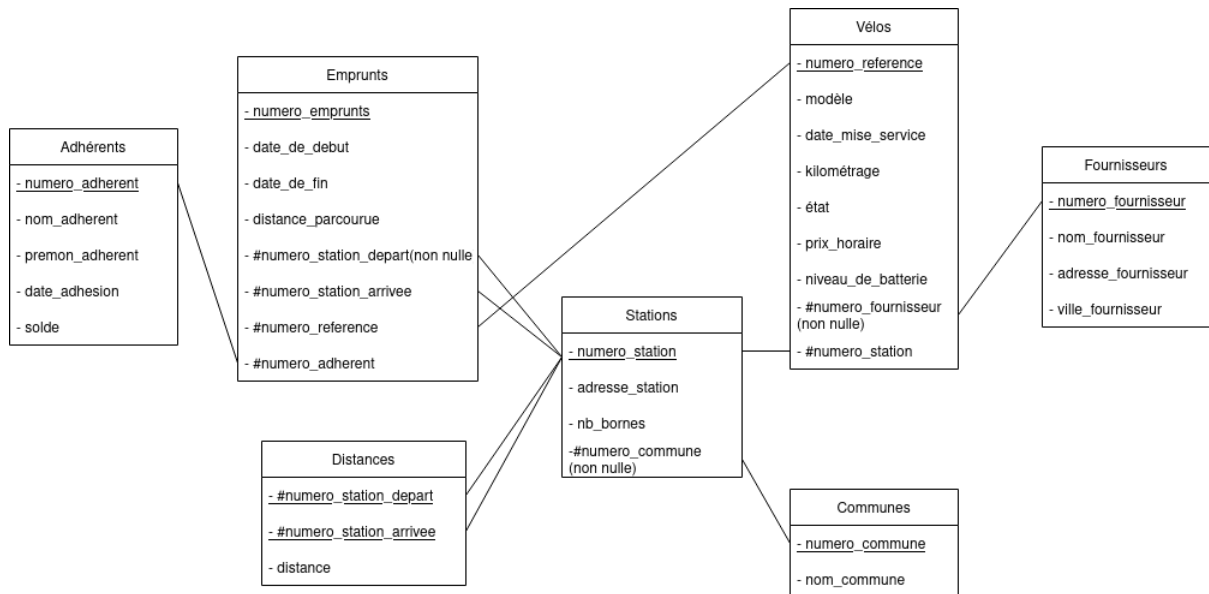 Adhérents
- numero_adherent
- nom_adherent
- premon_adherent
- date_adhesion
- solde
Emprunts
- numero_emprunts
- date_de_debut
- date_de_fin
- distance_parcourue
- #numero_station_depart(non nulle
- #numero_station_arrivee
- #numero_reference
- #numero_adherent
Distances
- #numero_station_depart
- #numero_station_arrivee
- distance
Stations
- numero_station
- adresse_station
- nb_bornes
-#numero_commune
(non nulle)
Vélos
- numero_reference
- modèle
- date_mise_service
- kilométrage
- état
- prix_horaire
- niveau_de_batterie
- #numero_fournisseur
(non nulle)
- #numero_station
Communes
- numero_commune
- nom_commune
Fournisseurs
- numero_fournisseur
- nom_fournisseur
- adresse_fournisseur
- ville_fournisseur